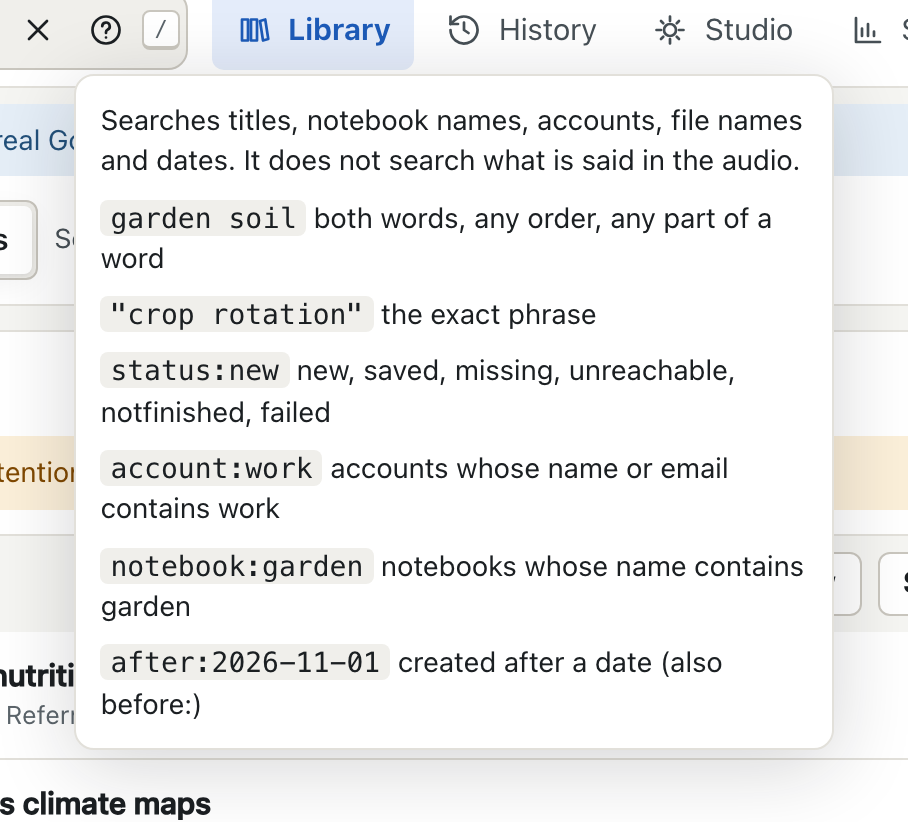 /
Library
History
Studio
Searches titles, notebook names, accounts, file names
and dates. It does not search what is said in the audio.
garden soil both words, any order, any part of a
word
"crop rotation" the exact phrase
status:new new, saved, missing, unreachable,
notfinished, failed
account:work accounts whose name or email
contains work
notebook:garden notebooks whose name contains
garden
after:2026-11-01 created after a date (also
before:)
s climate maps